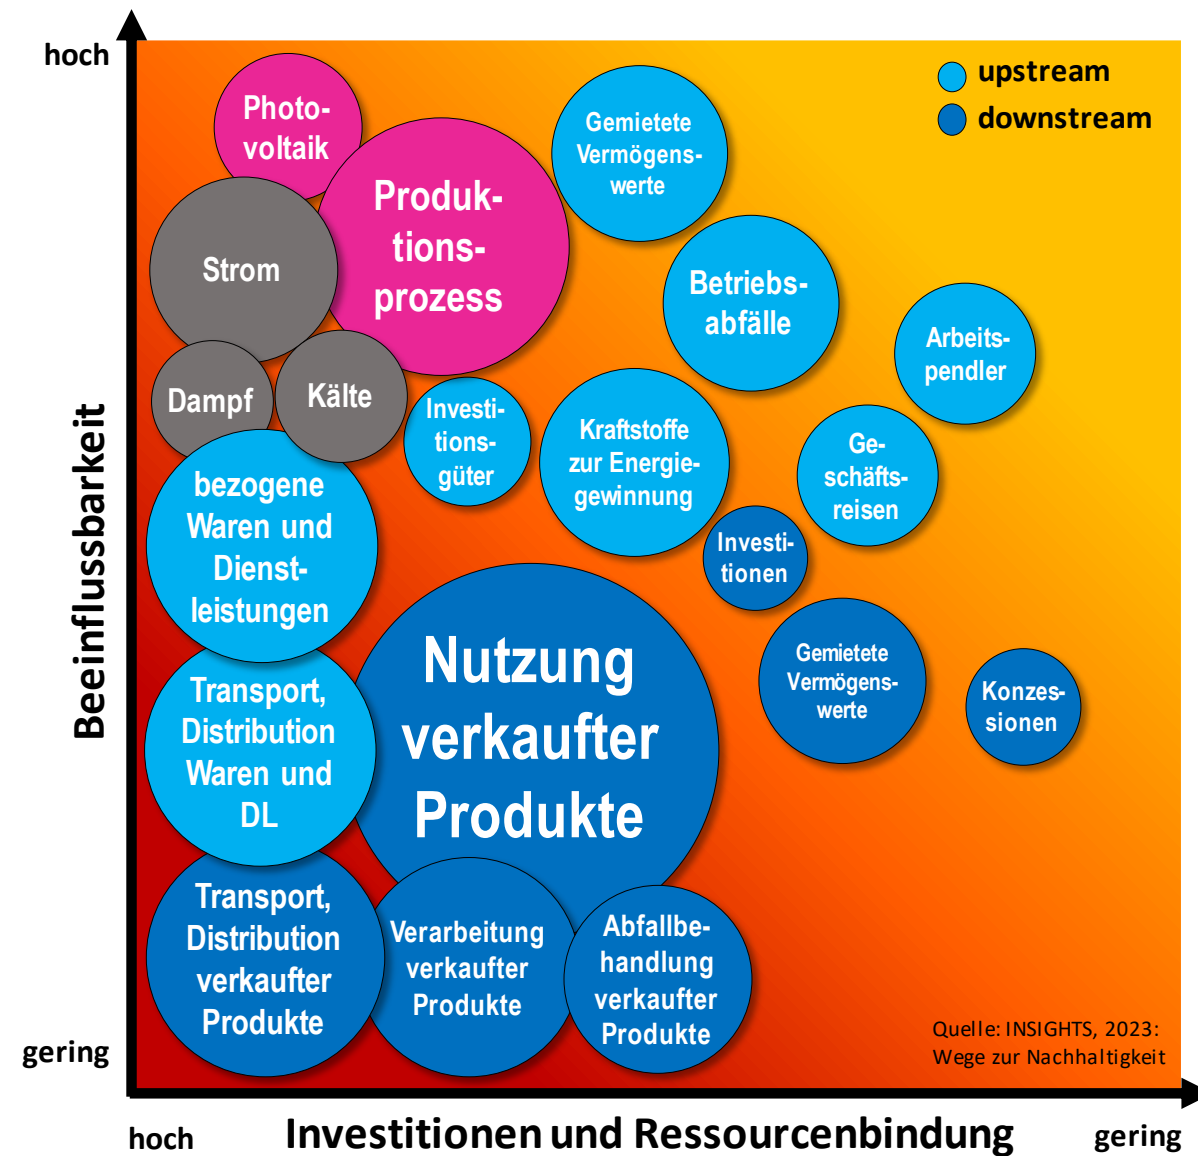 hoch
upstream
downstream
Photo-
voltaik
Gemietete
Vermögens-
werte
Produk-
tions-
prozess
Strom
Betriebs-
abfälle
Arbeits-
pendler
Dampf
Kälte
Investi-
tions-
güter
Kraftstoffe
zur Energie-
gewinnung
Ge-
schäfts-
reisen
bezogene
Waren und
Dienst-
leistungen
Investi-
tionen
Beeinflussbarkeit
Nutzung
verkaufter
Produkte
Gemietete
Vermögens-
werte
Konzes-
sionen
Transport,
Distribution
Waren und
DL
Transport,
Distribution
verkaufter
Produkte
Verarbeitung
verkaufter
Produkte
Abfallbe-
handlung
verkaufter
Produkte
Quelle: INSIGHTS, 2023:
Wege zur Nachhaltigkeit
gering
hoch
Investitionen und Ressourcenbindung
gering